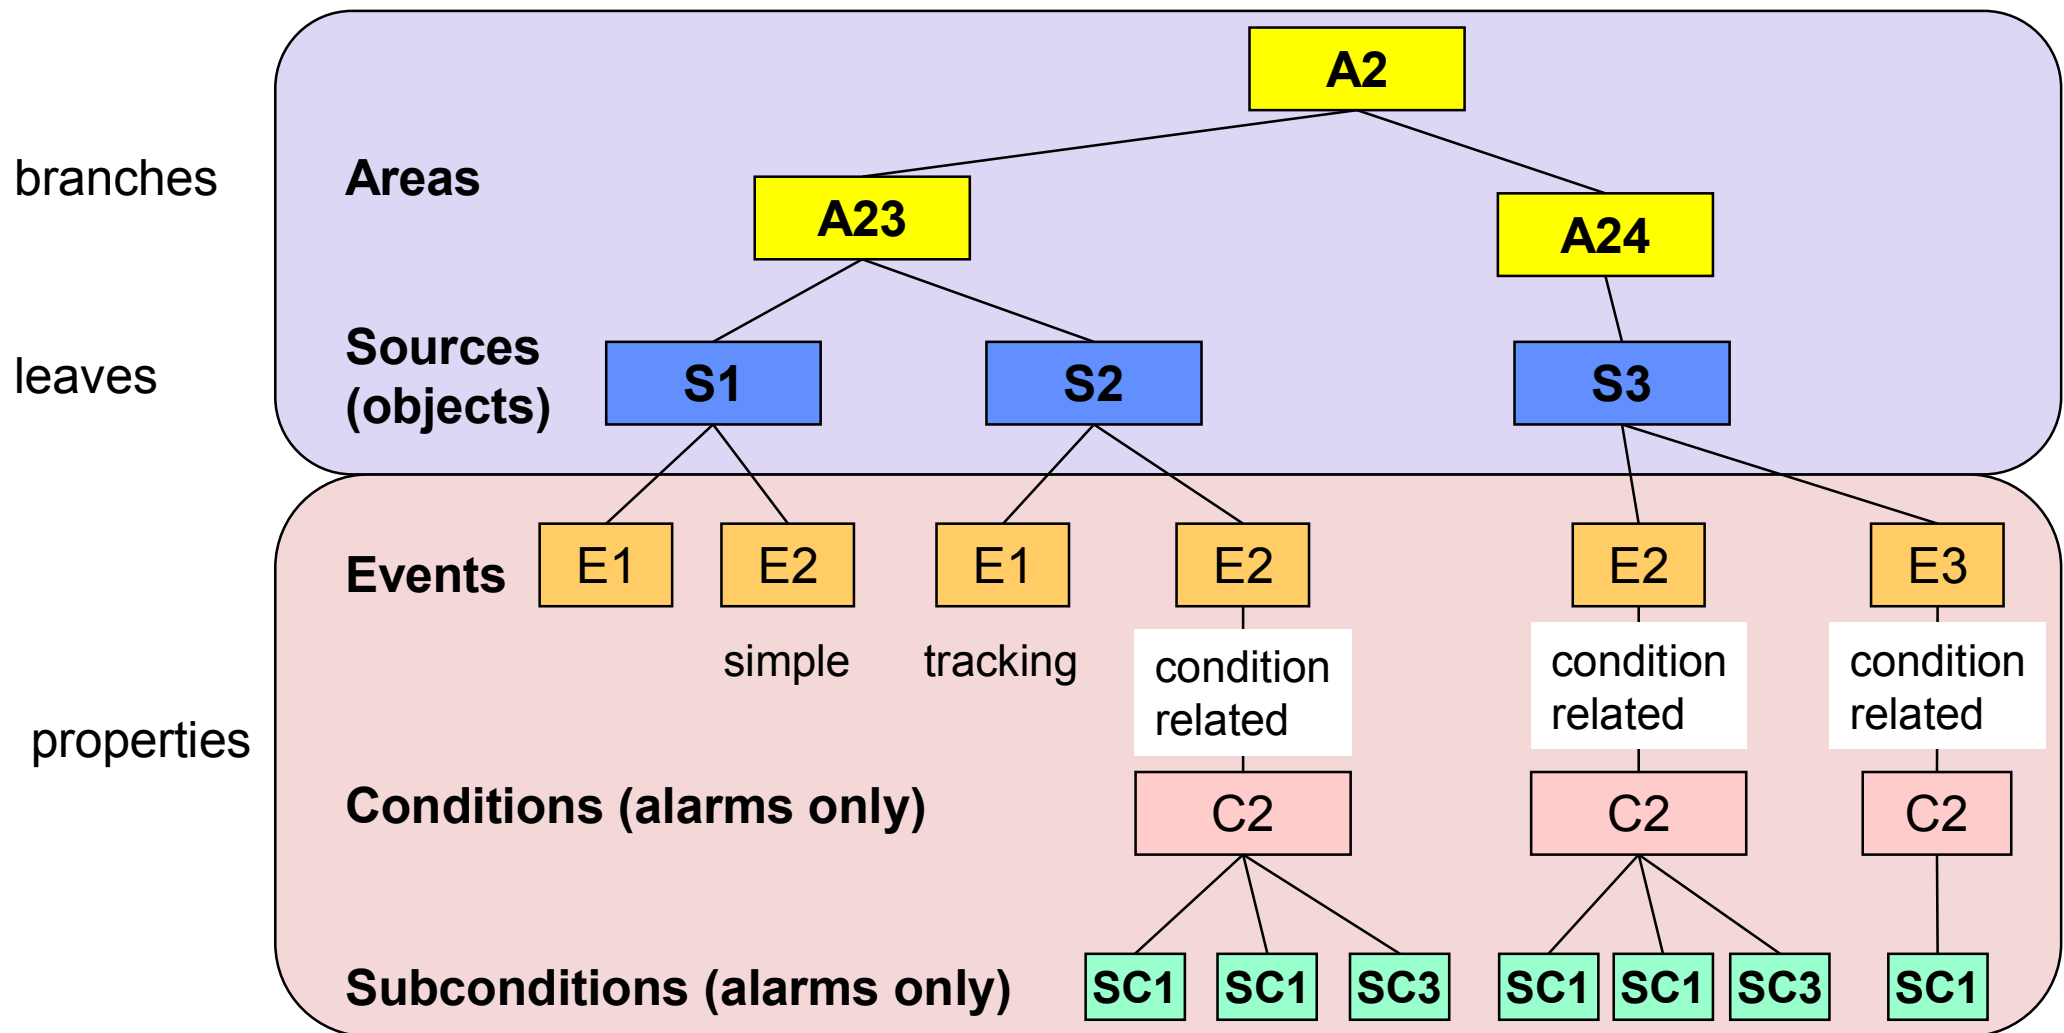 A2
branches
Areas
A23
A24
leaves
Sources
(objects)
S1
S2
S3
Events
E1
E2
E1
E2
E2
E3
simple
tracking
condition
related
condition
related
condition
related
properties
Conditions (alarms only)
C2
C2
C2
Subconditions (alarms only)
SC1
SC1
SC3
SC1
SC1
SC3
SC1